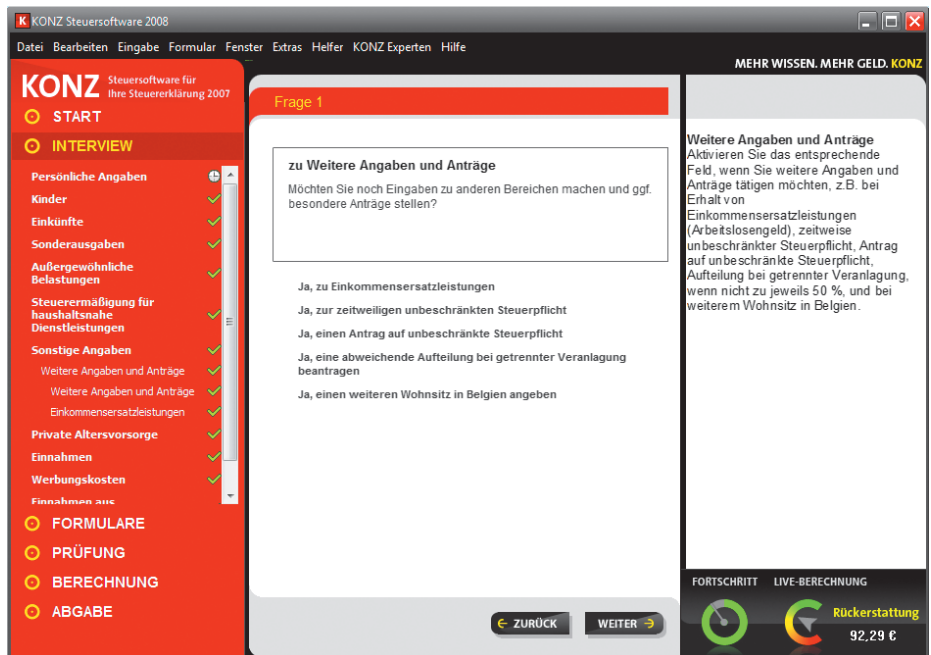 KONZ Steuersoftware 2008
Datei Bearbeiten Eingabe Formular Fenster Extras Helfer KONZ Experten Hilfe
MEHR WISSEN. MEHR GELD. KONZ
KONZ Steuersoftware für
Ihre Steuererklärung 2007
START
INTERVIEW
Persönliche Angaben
Kinder
Einkünfte
Sonderausgaben
Außergewöhnliche
Belastungen
Steuerermäßigung für
haushaltsnahe
Dienstleistungen
Sonstige Angaben
Weitere Angaben und Anträge
Weitere Angaben und Anträge
Einkommensersatzleistungen
Private Altersvorsorge
Einnahmen
Werbungskosten
Einnahmen aus
FORMULARE
PRÜFUNG
BERECHNUNG
ABGABE
Frage 1
zu Weitere Angaben und Anträge
Möchten Sie noch Eingaben zu anderen Bereichen machen und ggf.
besondere Anträge stellen?
Ja, zu Einkommensersatzleistungen
Ja, zur zeitweiligen unbeschränkten Steuerpflicht
Ja, einen Antrag auf unbeschränkte Steuerpflicht
Ja, eine abweichende Aufteilung bei getrennter Veranlagung
beantragen
Ja, einen weiteren Wohnsitz in Belgien angeben
ZURÜCK
WEITER
Weitere Angaben und Anträge
Aktivieren Sie das entsprechende
Feld, wenn Sie weitere Angaben und
Anträge tätigen möchten, z.B. bei
Erhalt von
Einkommensersatzleistungen
(Arbeitslosengeld), zeitweise
unbeschränkter Steuerpflicht, Antrag
auf unbeschränkte Steuerpflicht,
Aufteilung bei getrennter Veranlagung,
wenn nicht zu jeweils 50 %, und bei
weiterem Wohnsitz in Belgien.
FORTSCHRITT LIVE-BERECHNUNG
Rückerstattung
92,29 €